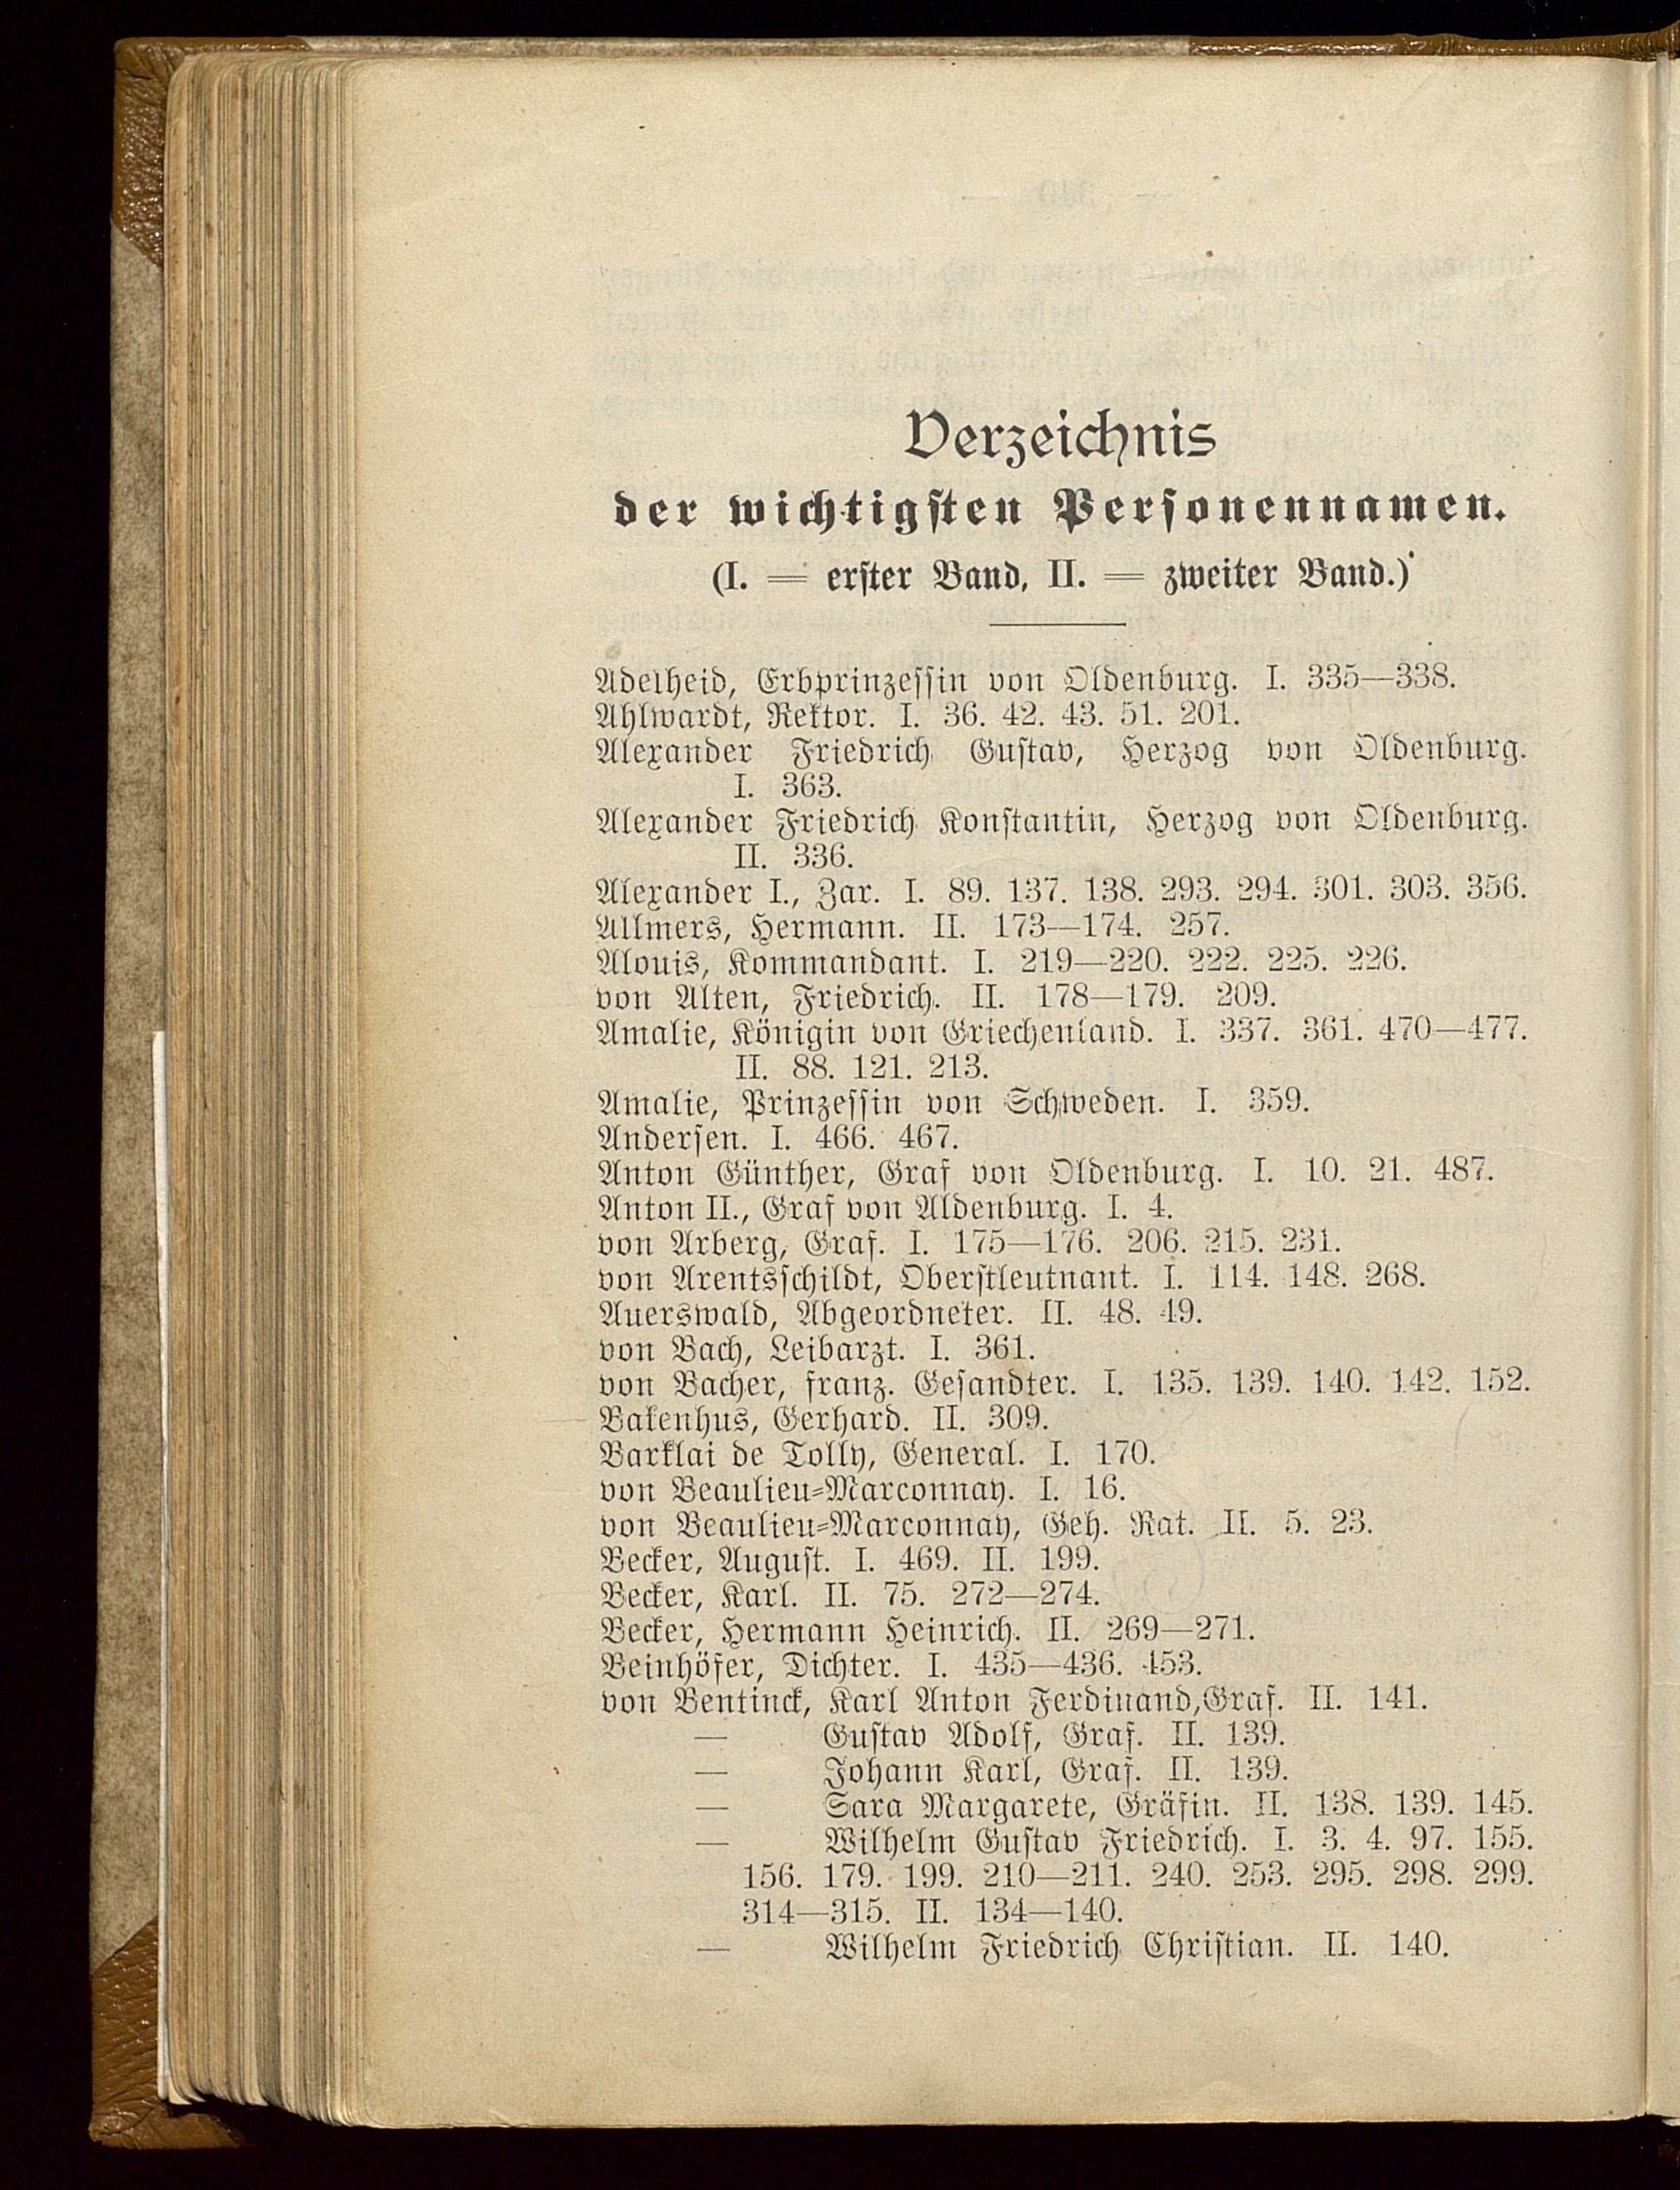 Verzeichnis
der wichtigsten Personennamen.
(I. = erster Band, II. = zweiter Band.)
Adelheid, Erbprinzessin von Oldenburg. I. 335—338.
Ahlwardt, Rektor. I. 36. 42. 43. 51. 201.
Alexander Friedrich Gustav, Herzog von Oldenburg.
I. 363.
Alexander Friedrich Konstantin, Herzog von Oldenburg.
II. 336.
Alexander I., Zar. I. 89. 137. 138. 293. 294. 301. 303. 356.
Allmers, Hermann. II. 173—174. 257.
Alouis, Kommandant. I. 219—220. 222. 225. 226.
von Alten, Friedrich. II. 178—179. 209.
Amalie, Königin von Griechenland. I. 337. 361. 470—477.
II. 88. 121. 213.
Amalie, Prinzessin von Schweden. I. 359.
Andersen. I. 466. 467.
Anton Günther, Graf von Oldenburg. I. 10. 21. 487.
Anton II., Graf von Aldenburg. I. 4.
von Arberg, Graf. I. 175—176. 206. 215. 231.
von Arentsschildt, Oberstleutnant. I. 114. 148. 268.
Auerswald, Abgeordneter. II. 48. 49.
von Bach, Leibarzt. I. 361.
von Bacher, franz. Gesandter. I. 135. 139. 140. 142. 152.
Bakenhus, Gerhard. II. 309.
Barklai de Tolly, General. I. 170.
von Beaulieu-Marconnay. I. 16.
von Beaulieu-Marconnay, Geh. Rat. II. 5. 23.
Becker, August. I. 469. II. 199.
Becker, Karl. II. 75. 272—274.
Becker, Hermann Heinrich. II. 269—271.
Beinhöfer, Dichter. I. 435—436. 453.
von Bentinck, Karl Anton Ferdinand, Graf. II. 141.
— Gustav Adolf, Graf. II. 139.
— Johann Karl, Graf. II. 139.
— Sara Margarete, Gräfin. II. 138. 139. 145.
— Wilhelm Gustav Friedrich. I. 3. 4. 97. 155.
156. 179. 199. 210—211. 240. 253. 295. 298. 299.
314—315. II. 134—140.
— Wilhelm Friedrich Christian. II. 140.